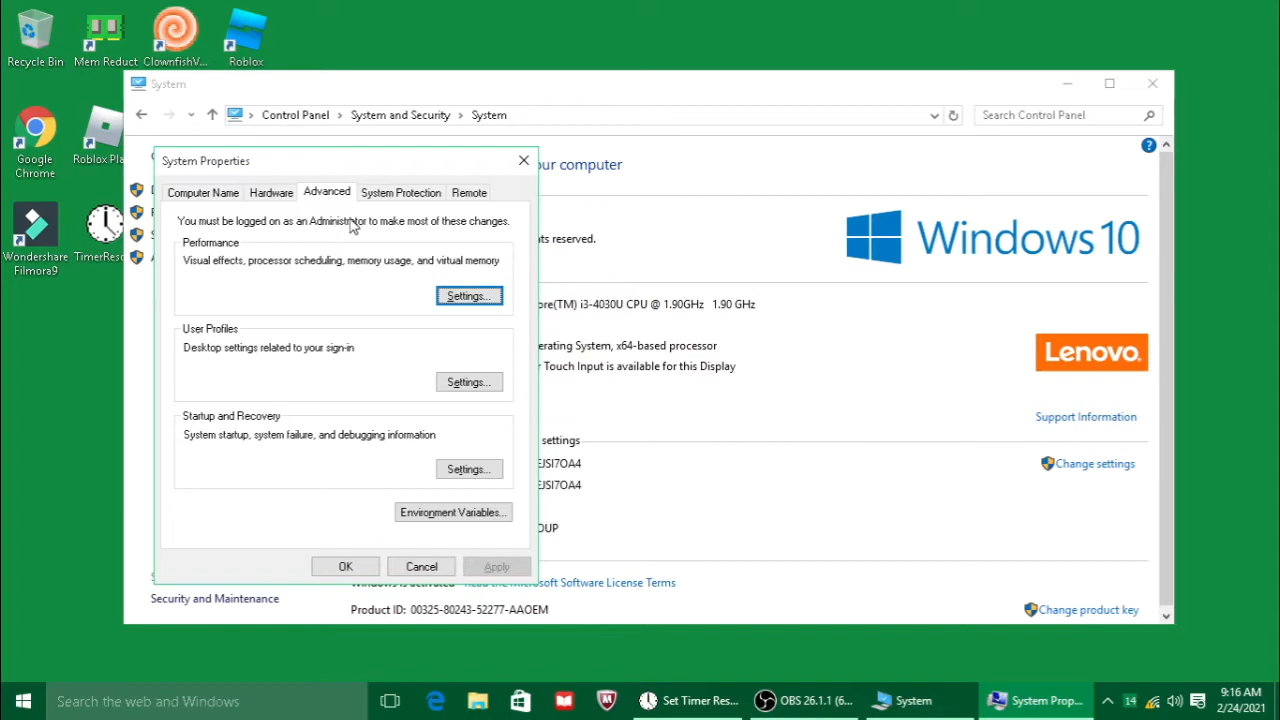 Recycle Bin
Mem Reduct
ClownfishV...
Roblox
Google
Chrome
Roblox Pla
Wondershare
Filmora9
TimerReso
System
Control Panel
System and Security
System
Search Control Panel
System Properties
our computer
Computer Name
Hardware
Advanced
System Protection
Remote
You must be logged on as an Administrator to make most of these changes.
Performance
Visual effects, processor scheduling, memory usage, and virtual memory
Settings...
User Profiles
Desktop settings related to your sign-in
Settings...
Startup and Recovery
System startup, system failure, and debugging information
Settings...
Environment Variables...
OK
Cancel
Apply
hts reserved.
Windows 10
ore(TM) i3-4030U CPU @ 1.90GHz 1.90 GHz
erating System, x64-based processor
r Touch Input is available for this Display
Lenovo.
Support Information
settings
EJSI7OA4
Change settings
EJSI7OA4
OUP
Read the Microsoft Software License Terms
Security and Maintenance
Product ID: 00325-80243-52277-AAOEM
Change product key
Search the web and Windows
Set Timer Res...
OBS 26.1.1 (6...
System
System Prop...
14
9:16 AM
2/24/2021